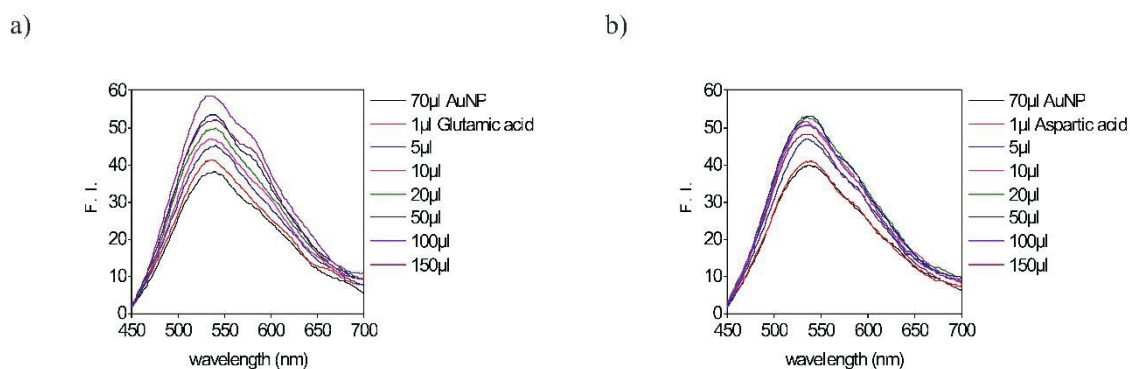 a)
60
50
40
30
20
10
0
F. I.
450 500 550 600 650 700
wavelength (nm)
70µl AuNP
1µl Glutamic acid
5µl
10µl
20µl
50µl
100µl
150µl
b)
60
50
40
30
20
10
0
F. I.
450 500 550 600 650 700
wavelength (nm)
70µl AuNP
1µl Aspartic acid
5µl
10µl
20µl
50µl
100µl
150µl